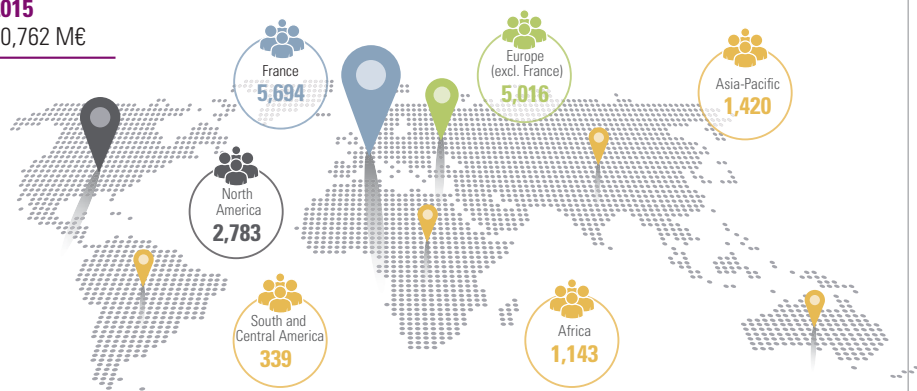 015
0,762 M€
France
5,694
Europe
(excl. France)
5,016
Asia-Pacific
1,420
North
America
2,783
South and
Central America
339
Africa
1,143